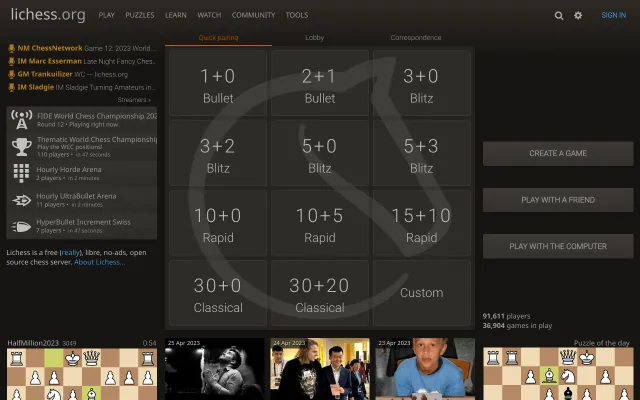 lichess.org PLAY PUZZLES LEARN WATCH COMMUNITY TOOLS SIGN IN
NM ChessNetwork Game 12: 2023 World...
IM Marc Esserman Late Night Fancy Ches...
GM Trankuilizer WC — lichess.org
IM Sladgie IM Sladgie Turning Amateurs in...
Streamers »
FIDE World Chess Championship 202
Round 12 • Playing right now
Thematic World Chess Championship
Play the WCC positions!
110 players • in 47 seconds
Hourly Horde Arena
2 players • in 2 minutes
Hourly UltraBullet Arena
11 players • in 2 minutes
HyperBullet Increment Swiss
7 players • in 47 seconds
Lichess is a free (really), libre, no-ads, open
source chess server. About Lichess...
Quick pairing Lobby Correspondence
1+0
Bullet
2+1
Bullet
3+0
Blitz
3+2
Blitz
5+0
Blitz
5+3
Blitz
10+0
Rapid
10+5
Rapid
15+10
Rapid
30+0
Classical
30+20
Classical
Custom
CREATE A GAME
PLAY WITH A FRIEND
PLAY WITH THE COMPUTER
91,611 players
36,904 games in play
HalfMillion2023 3049 0:54
25 Apr 2023
24 Apr 2023
23 Apr 2023
Puzzle of the day